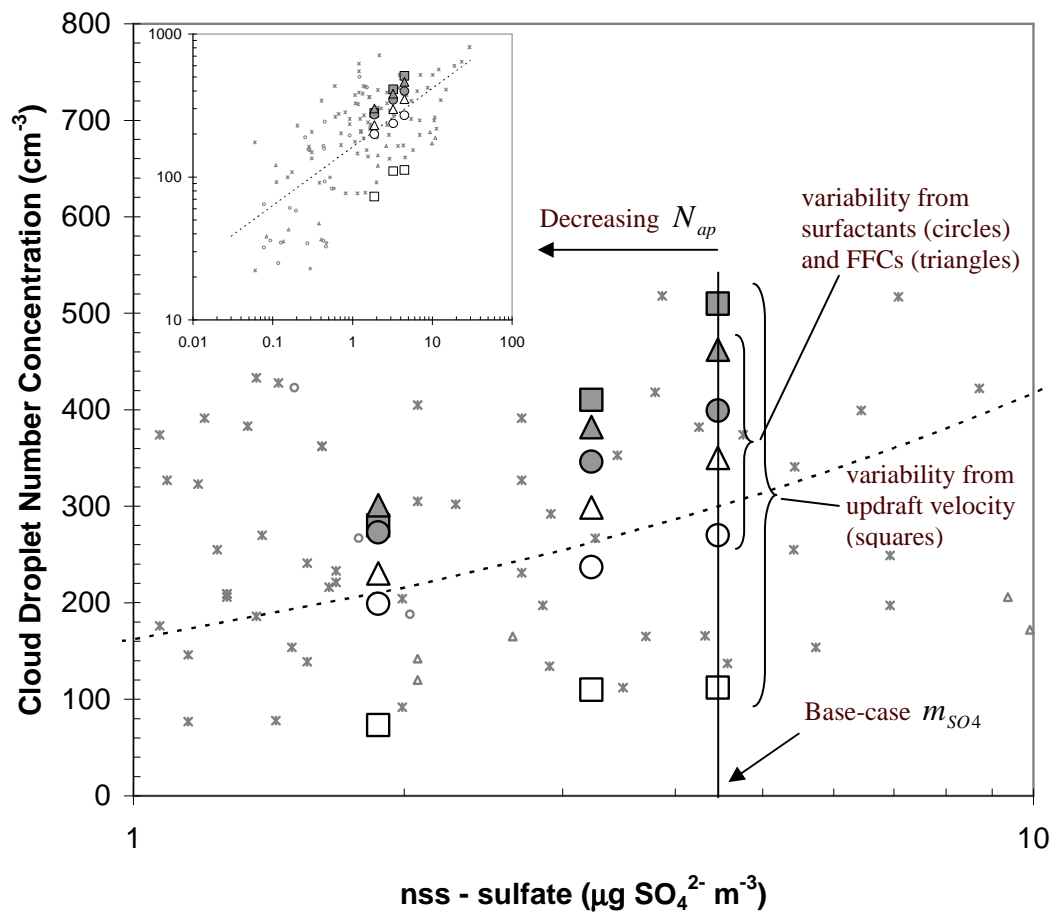 800
700
600
500
400
300
200
100
0
1
10
Cloud Droplet Number Concentration (cm-3)
nss - sulfate (μg SO42- m-3)
1000
100
10
0.01
0.1
1
10
100
Decreasing Nap
variability from
surfactants (circles)
and FFCs (triangles)
variability from
updraft velocity
(squares)
Base-case mSO4